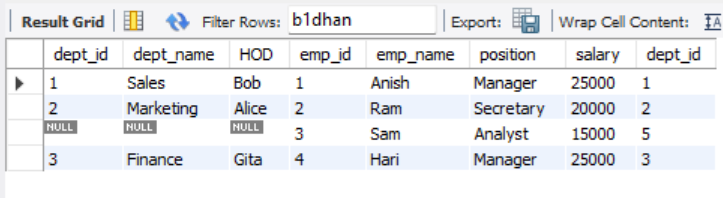 Result Grid Filter Rows: b1dhan Export: Wrap Cell Content: IA
dept_id dept_name HOD emp_id emp_name position salary dept_id
1 Sales Bob 1 Anish Manager 25000 1
2 Marketing Alice 2 Ram Secretary 20000 2
NULL NULL NULL 3 Sam Analyst 15000 5
3 Finance Gita 4 Hari Manager 25000 3